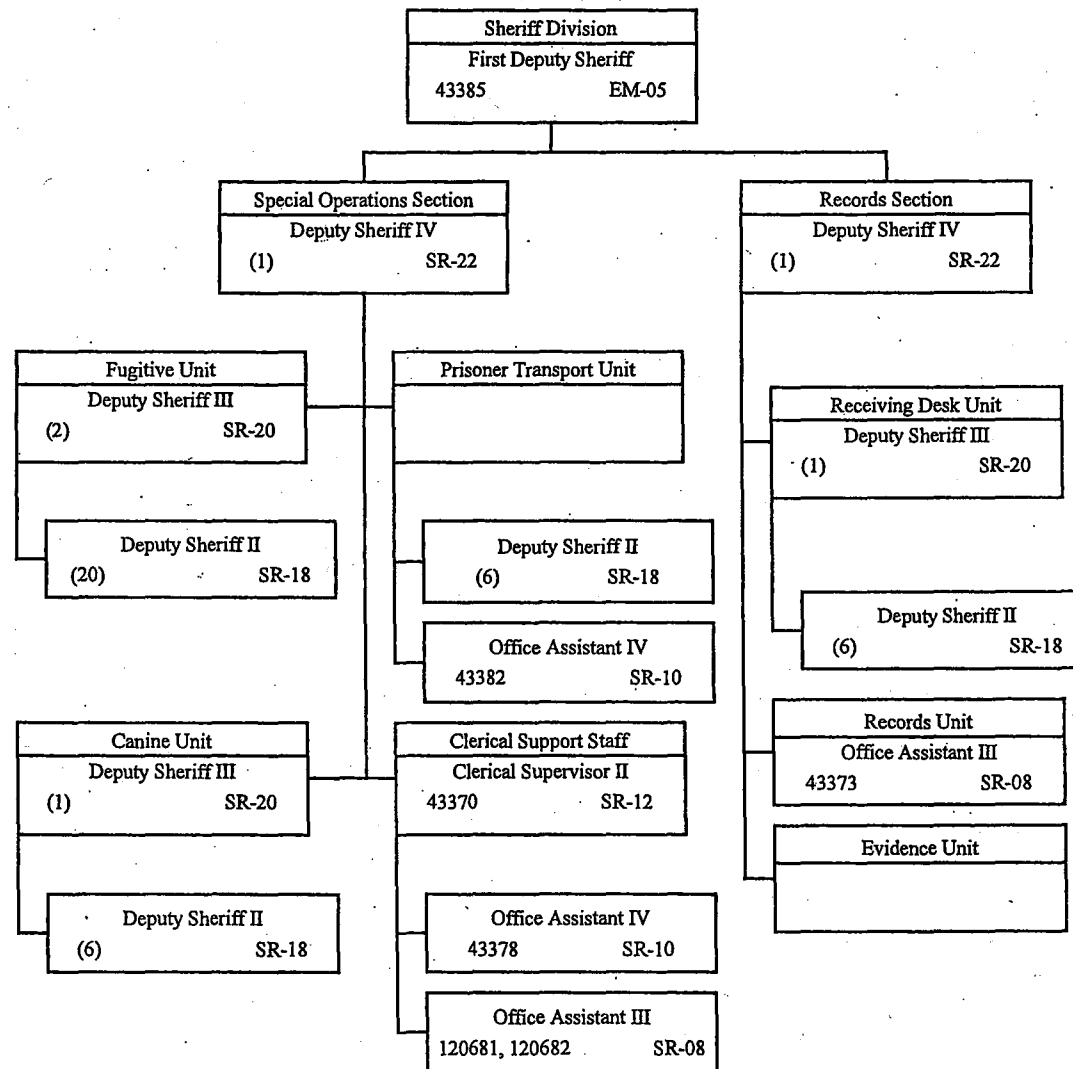 Sheriff Division
First Deputy Sheriff
43385 EM-05
Special Operations Section
Deputy Sheriff IV
(1) SR-22
Records Section
Deputy Sheriff IV
(1) SR-22
Fugitive Unit
Deputy Sheriff III
(2) SR-20
Deputy Sheriff II
(20) SR-18
Prisoner Transport Unit
Deputy Sheriff II
(6) SR-18
Office Assistant IV
43382 SR-10
Receiving Desk Unit
Deputy Sheriff III
(1) SR-20
Deputy Sheriff II
(6) SR-18
Canine Unit
Deputy Sheriff III
(1) SR-20
Deputy Sheriff II
(6) SR-18
Clerical Support Staff
Clerical Supervisor II
43370 SR-12
Office Assistant IV
43378 SR-10
Office Assistant III
120681, 120682 SR-08
Records Unit
Office Assistant III
43373 SR-08
Evidence Unit